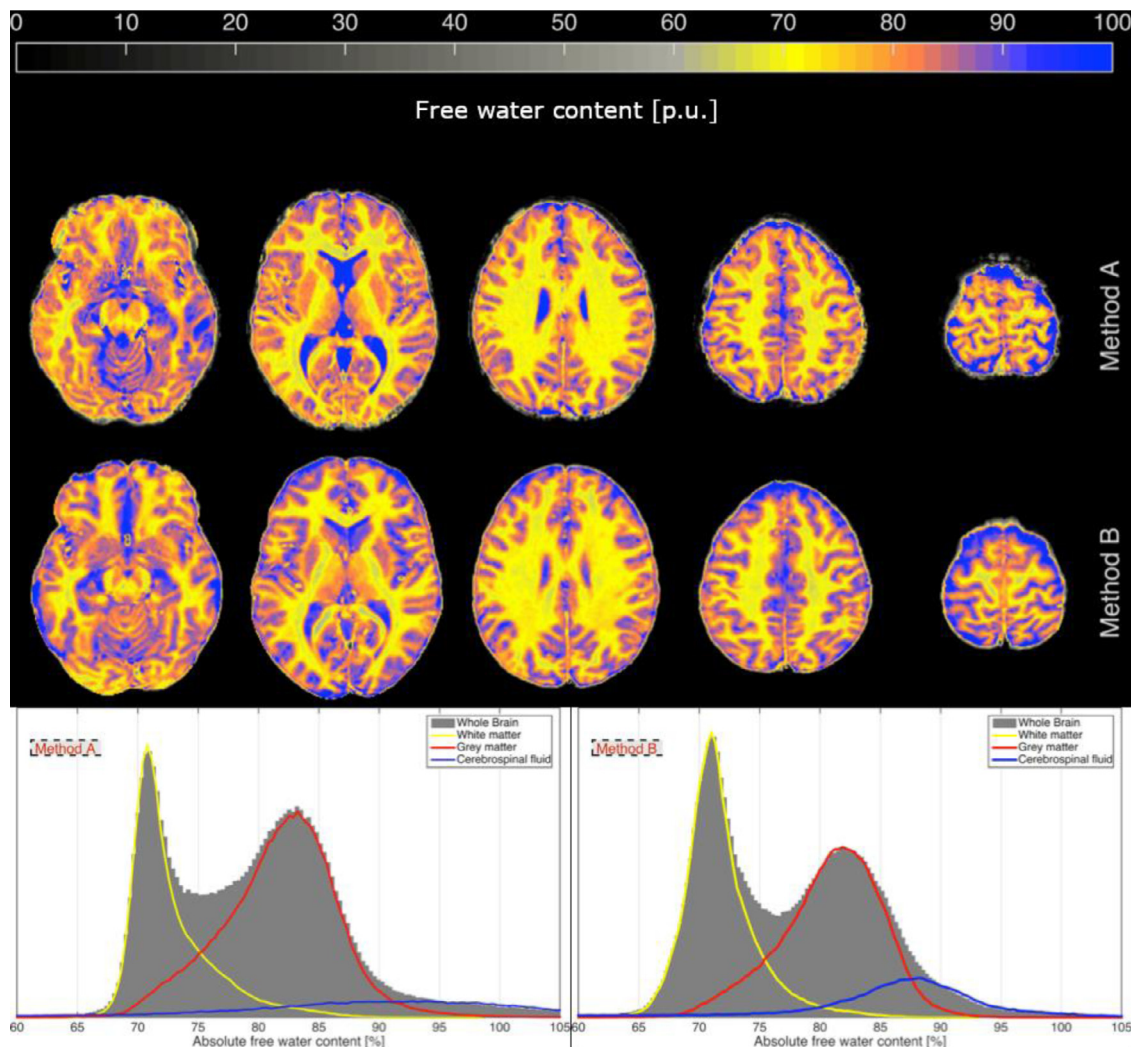 0 10 20 30 40 50 60 70 80 90 100
Free water content [p.u.]
Method A
Method B
Method A
Whole Brain
White matter
Grey matter
Cerebrospinal fluid
60 65 70 75 80 85 90 95 100 105
Absolute free water content [%]
Method B
Whole Brain
White matter
Grey matter
Cerebrospinal fluid
60 65 70 75 80 85 90 95 100 105
Absolute free water content [%]